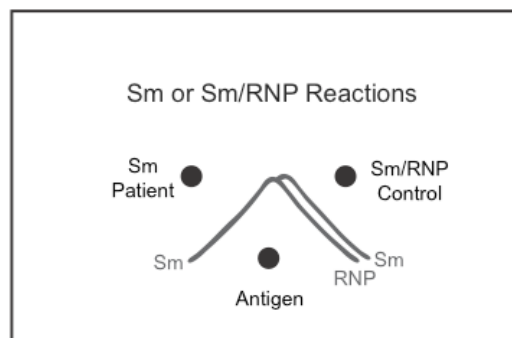 Sm or Sm/RNP Reactions
Sm
Patient
Sm/RNP
Control
Sm
Sm
RNP
Antigen